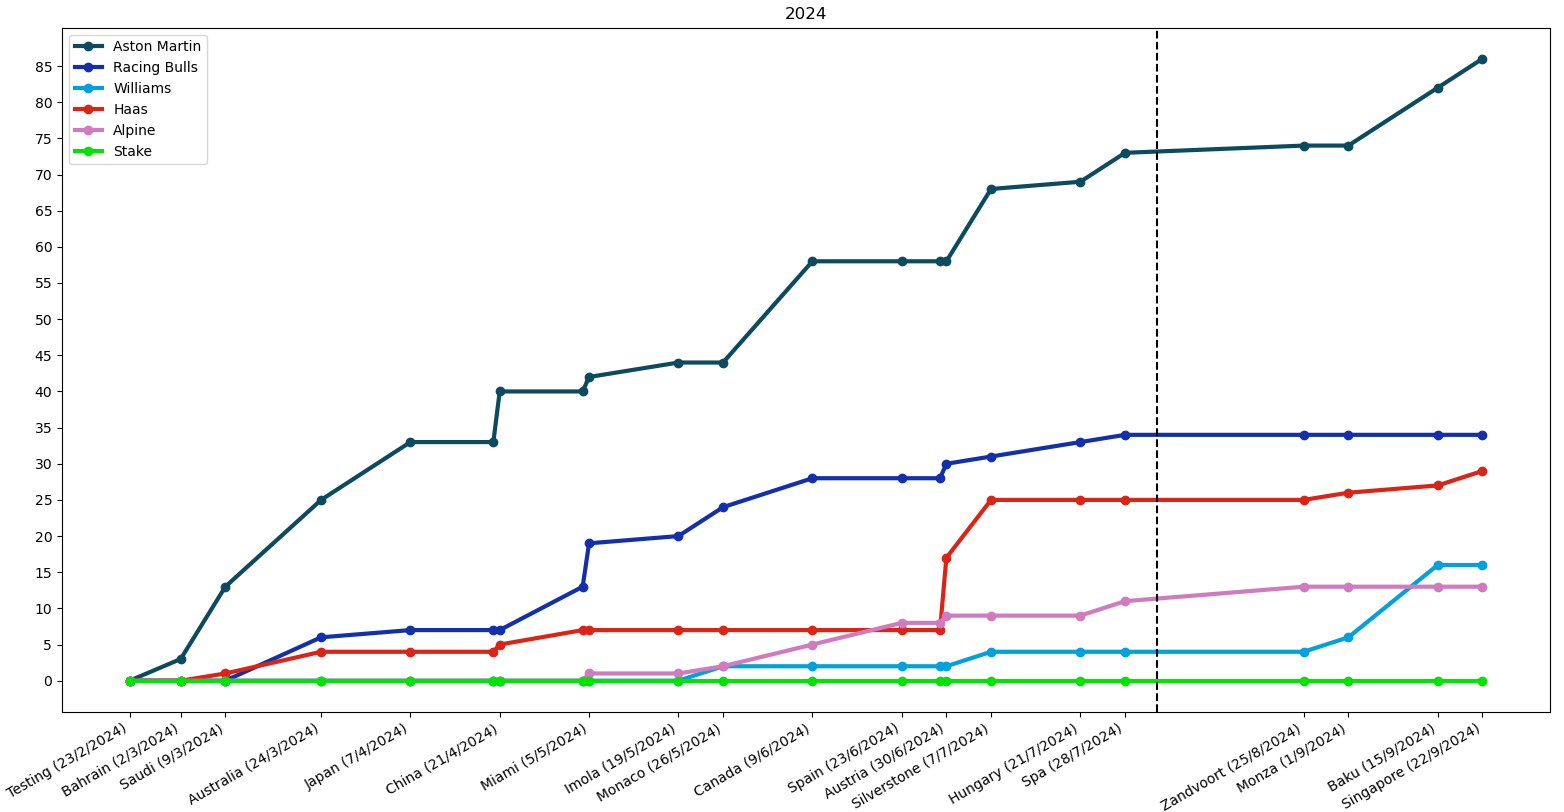 2024
Aston Martin
Racing Bulls
Williams
Haas
Alpine
Stake
85
80
75
70
65
60
55
50
45
40
35
30
25
20
15
10
5
0
Testing (23/2/2024)
Bahrain (2/3/2024)
Saudi (9/3/2024)
Australia (24/3/2024)
Japan (7/4/2024)
China (21/4/2024)
Miami (5/5/2024)
Imola (19/5/2024)
Monaco (26/5/2024)
Canada (9/6/2024)
Spain (23/6/2024)
Austria (30/6/2024)
Silverstone (7/7/2024)
Hungary (21/7/2024)
Spa (28/7/2024)
Zandvoort (25/8/2024)
Monza (1/9/2024)
Baku (15/9/2024)
Singapore (22/9/2024)